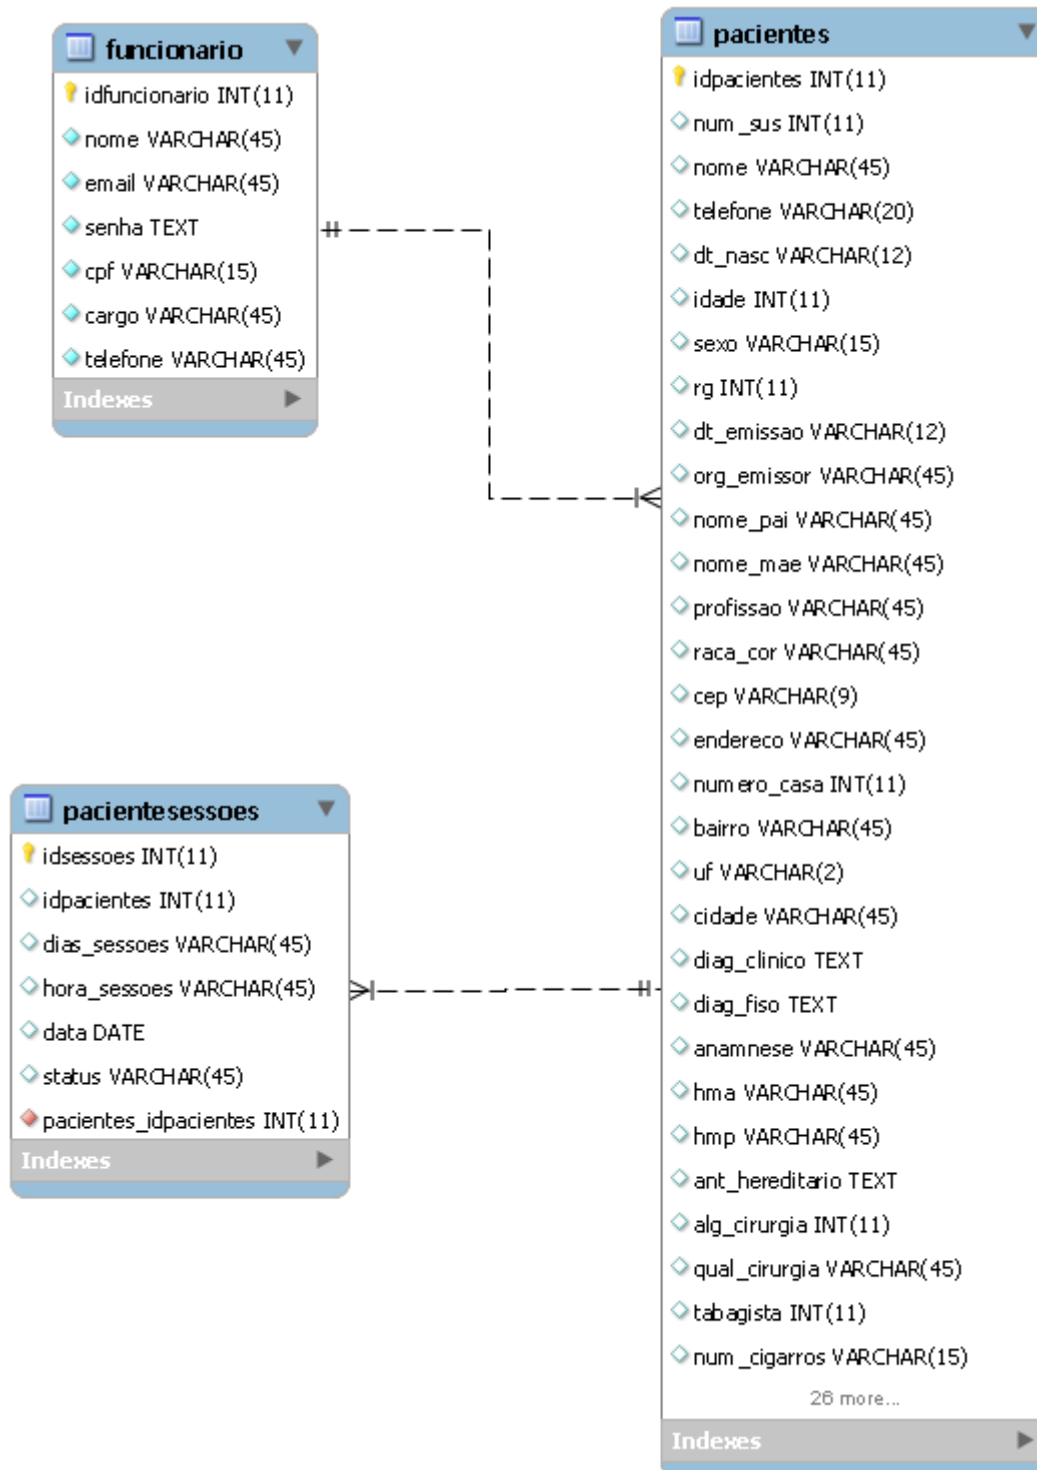 funcionario
idfuncionario INT(11)
nome VARCHAR(45)
email VARCHAR(45)
senha TEXT
cpf VARCHAR(15)
cargo VARCHAR(45)
telefone VARCHAR(45)
Indexes
pacientes
idpacientes INT(11)
num_sus INT(11)
nome VARCHAR(45)
telefone VARCHAR(20)
dt_nasc VARCHAR(12)
idade INT(11)
sexo VARCHAR(15)
rg INT(11)
dt_emissao VARCHAR(12)
org_emissor VARCHAR(45)
nome_pai VARCHAR(45)
nome_mae VARCHAR(45)
profissao VARCHAR(45)
raca_cor VARCHAR(45)
cep VARCHAR(9)
endereco VARCHAR(45)
numero_casa INT(11)
bairro VARCHAR(45)
uf VARCHAR(2)
cidade VARCHAR(45)
diag_clinico TEXT
diag_fiso TEXT
anamnese VARCHAR(45)
hma VARCHAR(45)
hmp VARCHAR(45)
ant_hereditario TEXT
alg_cirurgia INT(11)
qual_cirurgia VARCHAR(45)
tabagista INT(11)
num_cigarros VARCHAR(15)
26 more...
Indexes
pacientesessoes
idsessoes INT(11)
idpacientes INT(11)
dias_sessoes VARCHAR(45)
hora_sessoes VARCHAR(45)
data DATE
status VARCHAR(45)
pacientes_idpacientes INT(11)
Indexes